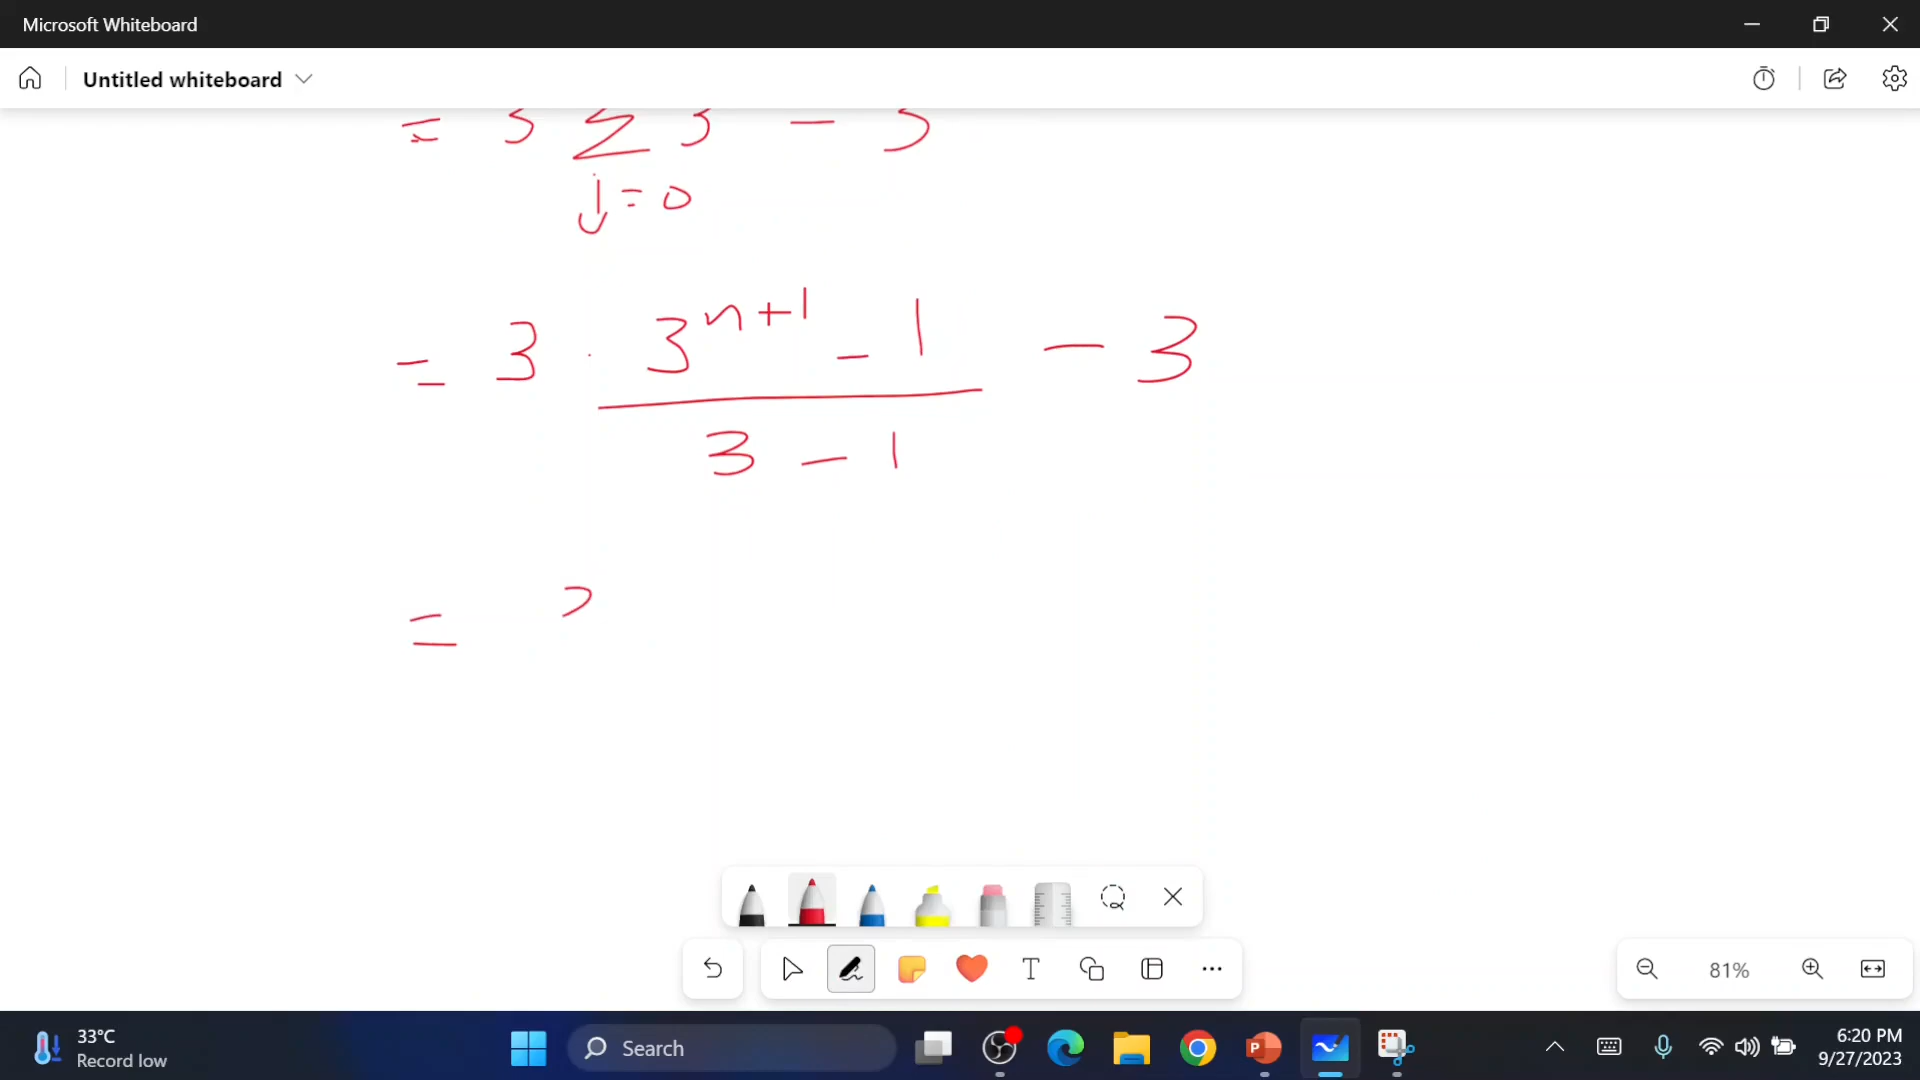 Microsoft Whiteboard
Untitled whiteboard
= 3 Σ 3 - 3
j = 0
= 3 · 3^{n+1} - 1 - 3
3 - 1
=
81%
33°C
Record low
Search
6:20 PM
9/27/2023